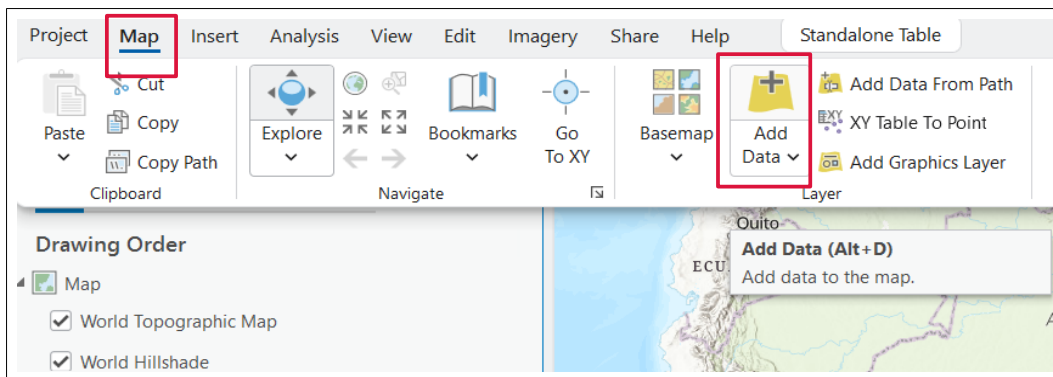 Project Map Insert Analysis View Edit Imagery Share Help Standalone Table
Cut
Copy
Copy Path
Paste
Clipboard
Explore
Bookmarks
Go
To XY
Navigate
Basemap
Add
Data
Add Data From Path
XY Table To Point
Add Graphics Layer
Layer
Drawing Order
Map
World Topographic Map
World Hillshade
Quito
ECU
Add Data (Alt+D)
Add data to the map.